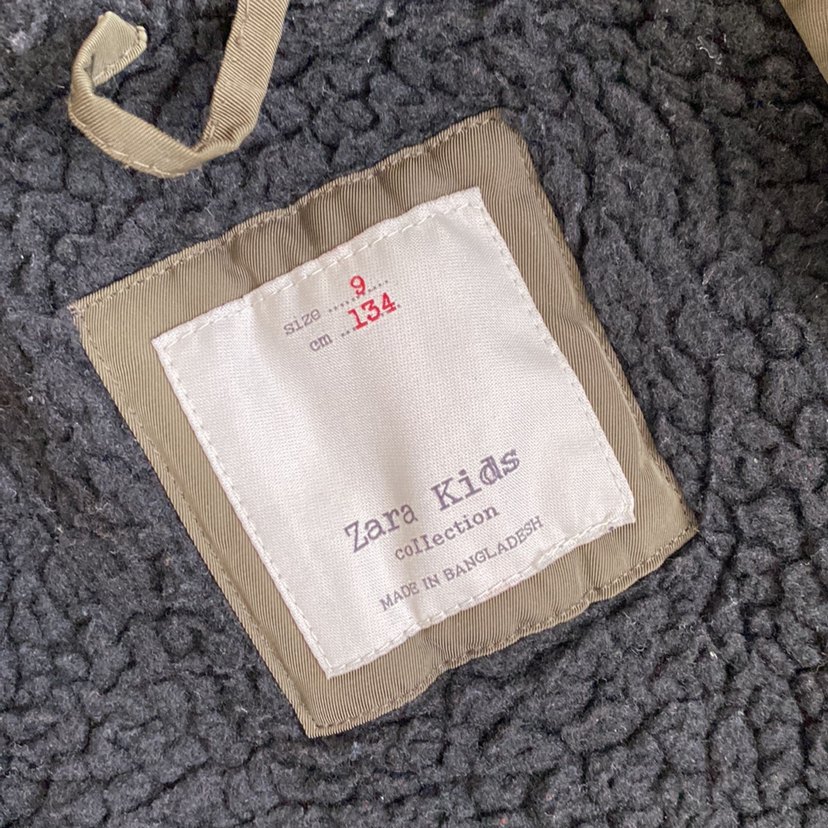 size ........ 9
cm ........ 134
Zara Kids
collection
MADE IN BANGLADESH